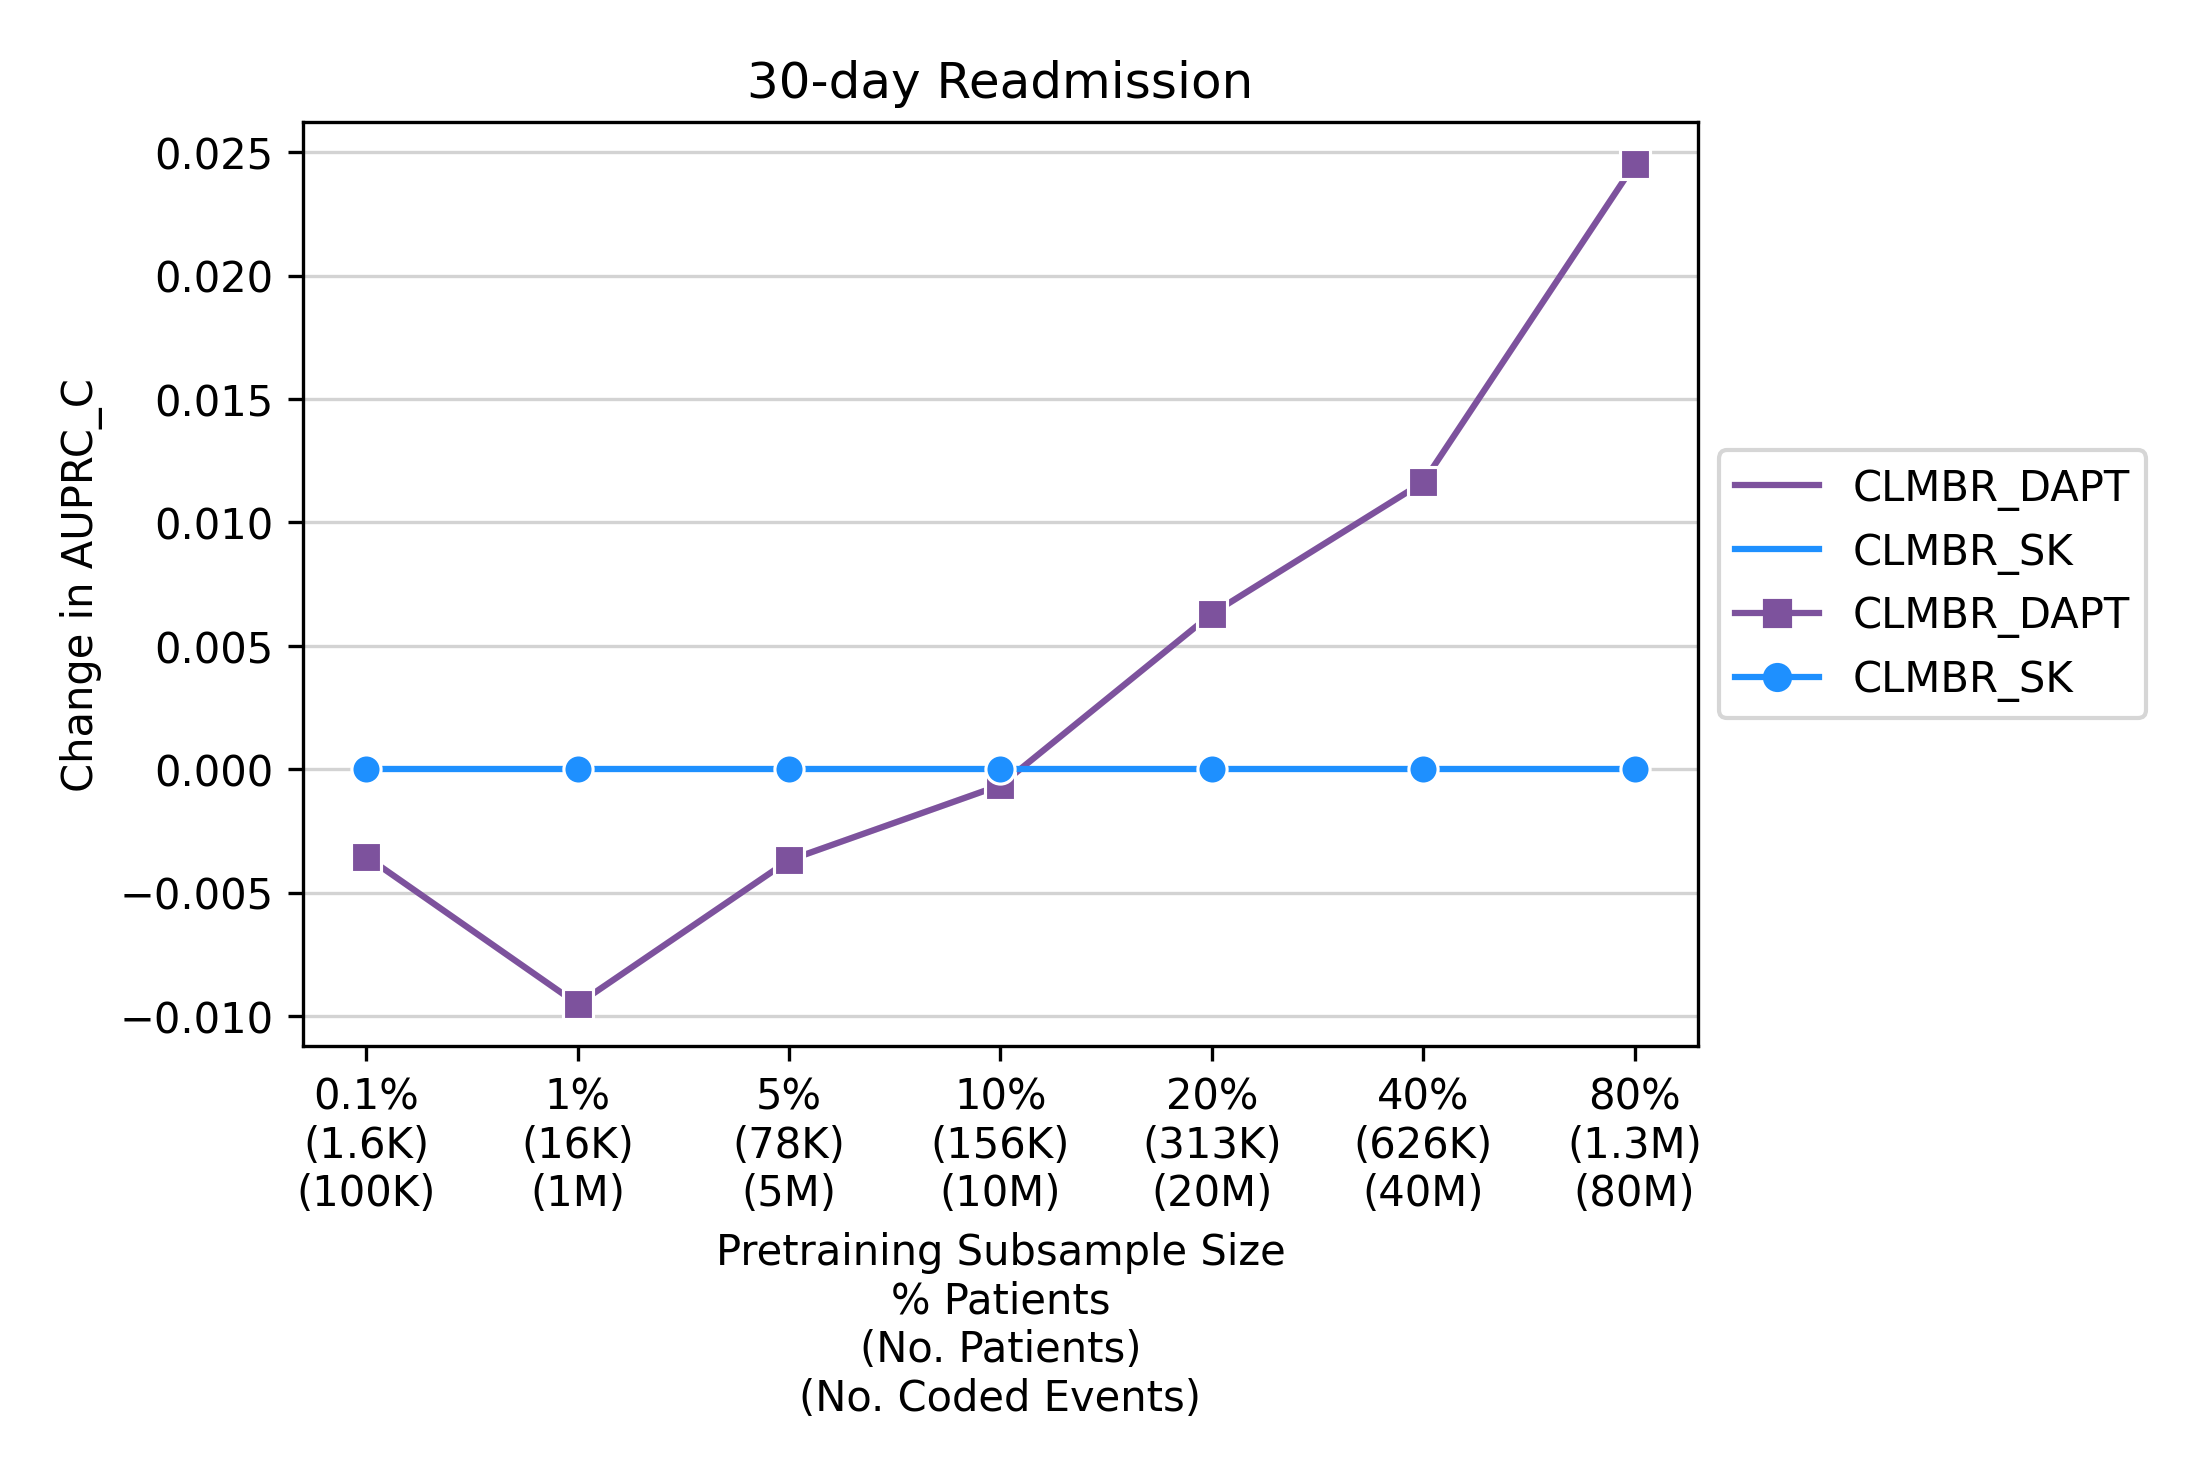 30-day Readmission
0.025
0.020
0.015
0.010
0.005
0.000
−0.005
−0.010
Change in AUPRC_C
CLMBR_DAPT
CLMBR_SK
CLMBR_DAPT
CLMBR_SK
0.1% 1% 5% 10% 20% 40% 80%
(1.6K) (16K) (78K) (156K) (313K) (626K) (1.3M)
(100K) (1M) (5M) (10M) (20M) (40M) (80M)
Pretraining Subsample Size
% Patients
(No. Patients)
(No. Coded Events)